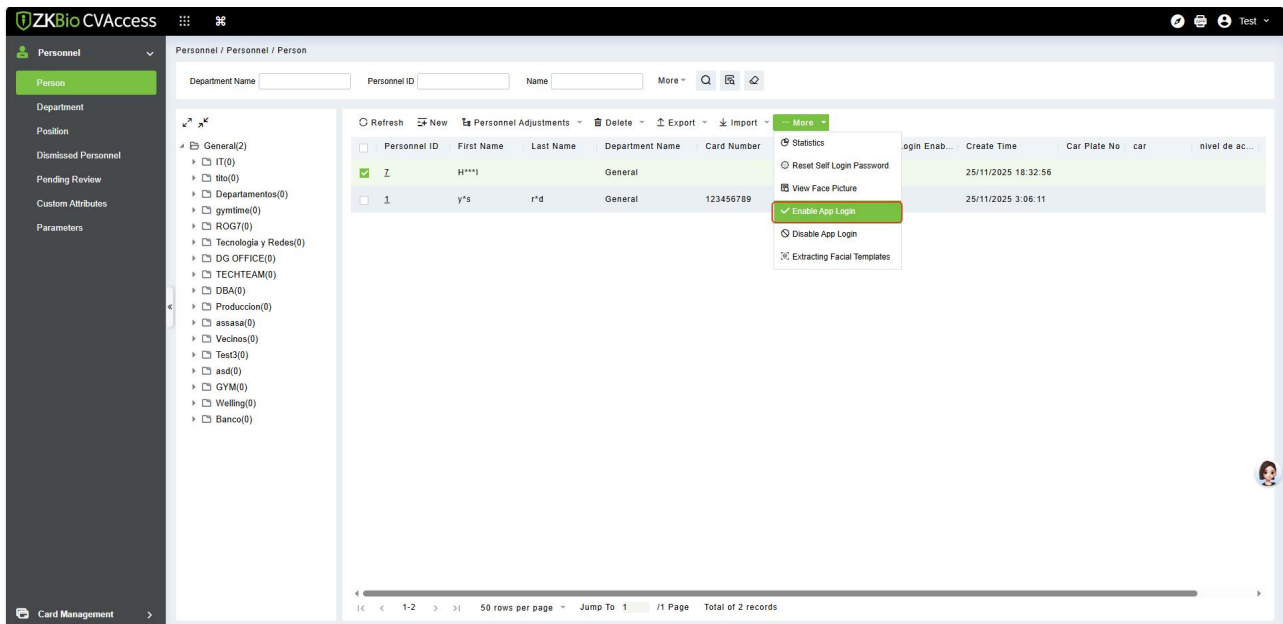 ZKBio CVAccess
Test
Personnel
Person
Department
Position
Dismissed Personnel
Pending Review
Custom Attributes
Parameters
Card Management
Personnel / Personnel / Person
Department Name Personnel ID Name More
Refresh New Personnel Adjustments Delete Export Import ··· More
General(2)
IT(0)
tito(0)
Departamentos(0)
gymtime(0)
ROG7(0)
Tecnologia y Redes(0)
DG OFFICE(0)
TECHTEAM(0)
DBA(0)
Produccion(0)
assasa(0)
Vecinos(0)
Test3(0)
asd(0)
GYM(0)
Welling(0)
Banco(0)
Personnel ID First Name Last Name Department Name Card Number ogin Enab... Create Time Car Plate No car nivel de ac...
7 H***l General 25/11/2025 18:32:56
1 y*s r*d General 123456789 25/11/2025 3:06:11
Statistics
Reset Self Login Password
View Face Picture
Enable App Login
Disable App Login
Extracting Facial Templates
1-2 50 rows per page Jump To 1 /1 Page Total of 2 records